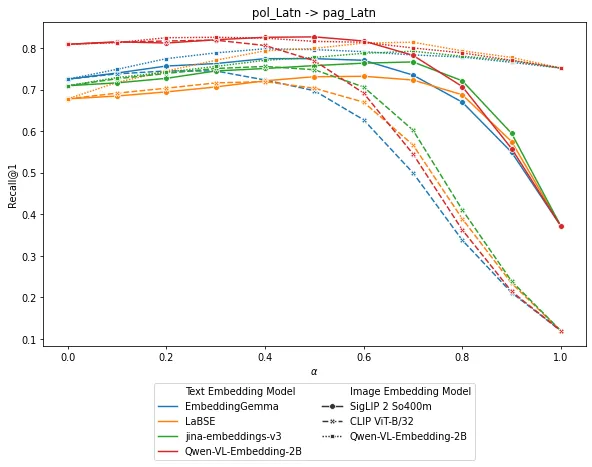 pol_Latn -> pag_Latn
Recall@1
0.8
0.7
0.6
0.5
0.4
0.3
0.2
0.1
0.0 0.2 0.4 0.6 0.8 1.0
α
Text Embedding Model
EmbeddingGemma
LaBSE
jina-embeddings-v3
Qwen-VL-Embedding-2B
Image Embedding Model
SigLIP 2 So400m
CLIP ViT-B/32
Qwen-VL-Embedding-2B